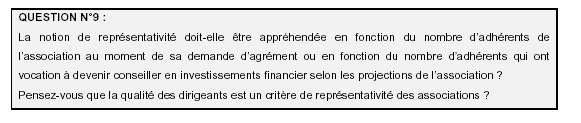 QUESTION N°9 :
La notion de représentativité doit-elle être appréhendée en fonction du nombre d'adhérents de
l'association au moment de sa demande d'agrément ou en fonction du nombre d'adhérents qui ont
vocation à devenir conseiller en investissements financier selon les projections de l'association ?
Pensez-vous que la qualité des dirigeants est un critère de représentativité des associations ?